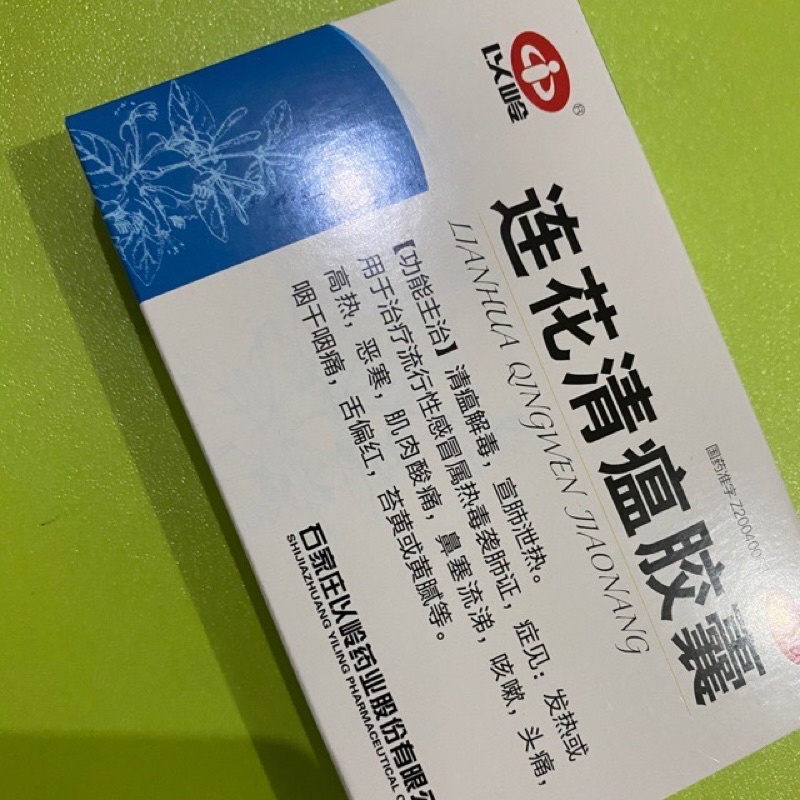 以岭
®
连花清瘟胶囊
LIANHUA QINGWEN JIAONANG
国药准字Z200400
【功能主治】清瘟解毒，宣肺泄热。
用于治疗流行性感冒属热毒袭肺证，症见：发热或
高热，恶寒，肌肉酸痛，鼻塞流涕，咳嗽，头痛，
咽干咽痛，舌偏红，苔黄或黄腻等。
石家庄以岭药业股份有限
SHIJIAZHUANG YILING PHARMACEUTICAL C